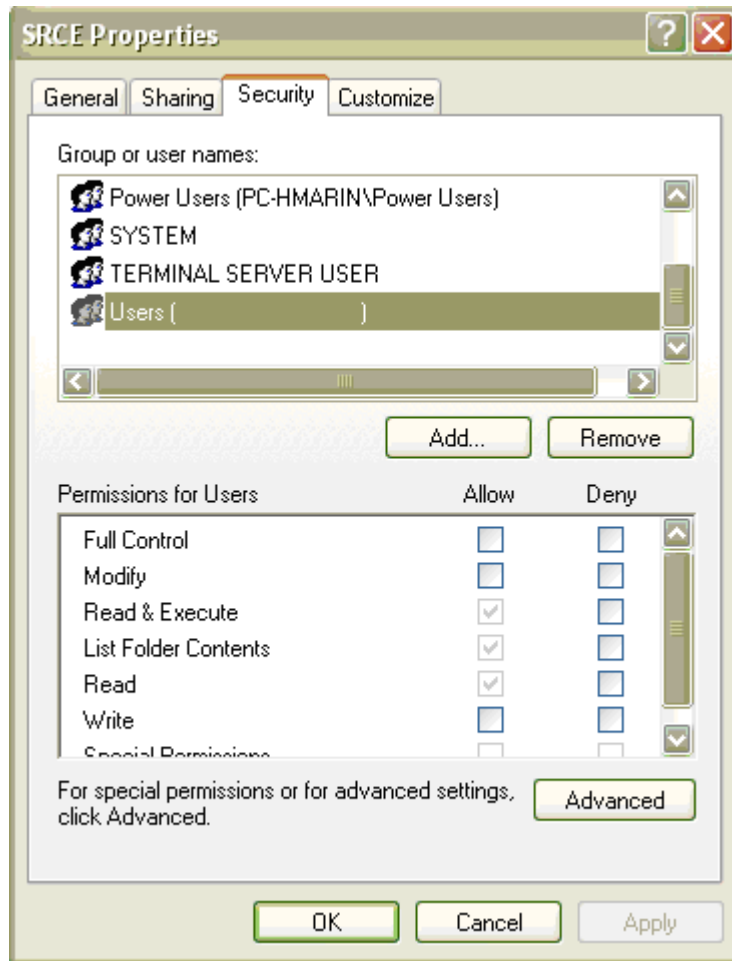 SRCE Properties
General Sharing Security Customize
Group or user names:
Power Users (PC-HMARIN\Power Users)
SYSTEM
TERMINAL SERVER USER
Users ( )
Add... Remove
Permissions for Users Allow Deny
Full Control
Modify
Read & Execute
List Folder Contents
Read
Write
Special Permissions
For special permissions or for advanced settings, click Advanced.
Advanced
OK Cancel Apply